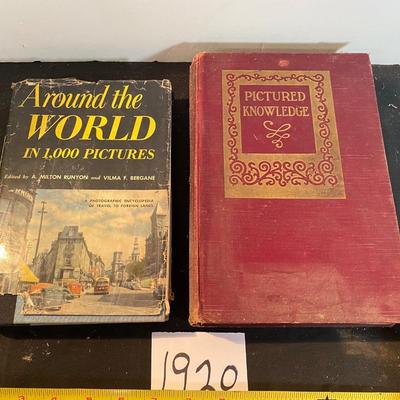 Around the
WORLD
IN 1,000 PICTURES
Edited by A. MILTON RUNYON and VILMA F. BERGANE
A PHOTOGRAPHIC ENCYCLOPEDIA
OF TRAVEL TO FOREIGN LANDS
PICTURED
KNOWLEDGE
1920